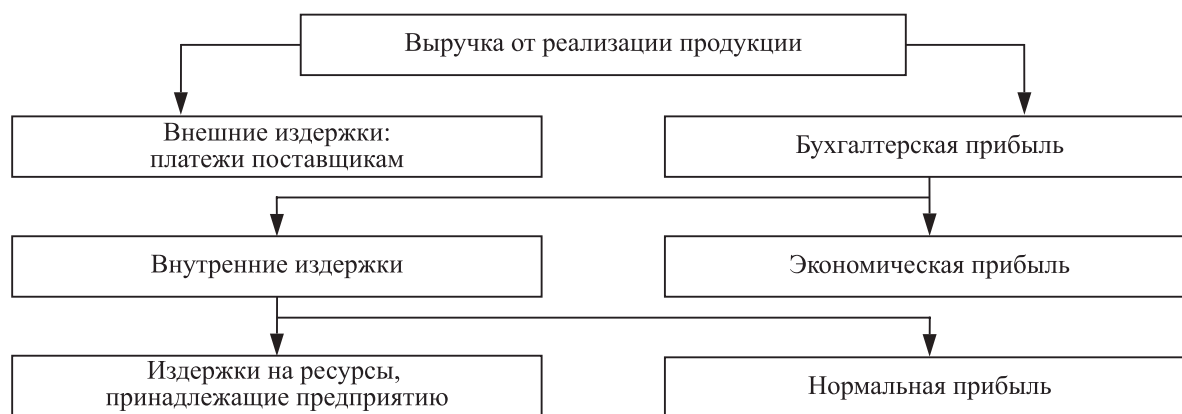 Выручка от реализации продукции
Внешние издержки:
платежи поставщикам
Бухгалтерская прибыль
Внутренние издержки
Экономическая прибыль
Издержки на ресурсы,
принадлежащие предприятию
Нормальная прибыль